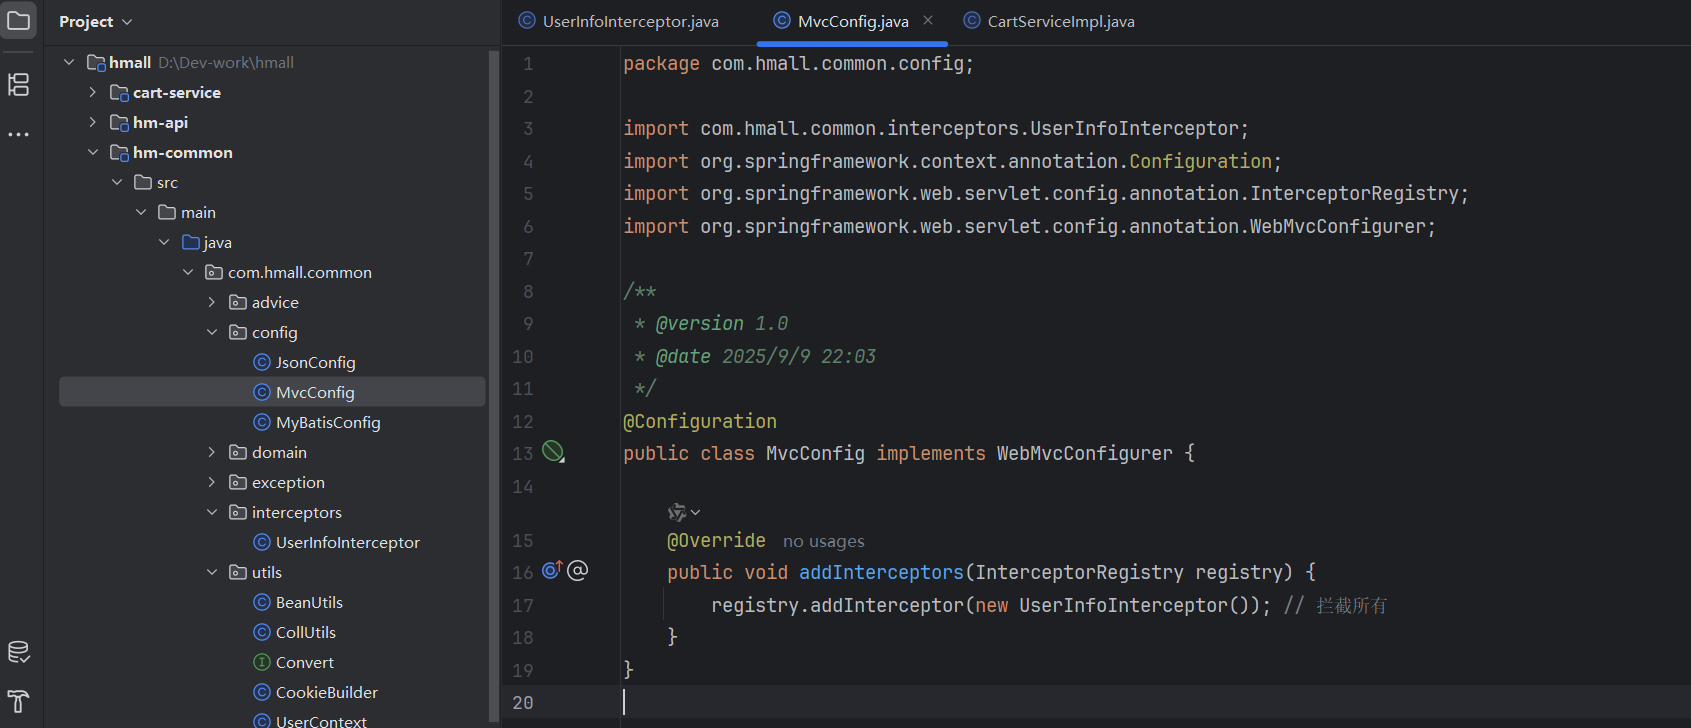 Project
hmall D:\Dev-work\hmall
cart-service
hm-api
hm-common
src
main
java
com.hmall.common
advice
config
JsonConfig
MvcConfig
MyBatisConfig
domain
exception
interceptors
UserInfoInterceptor
utils
BeanUtils
CollUtils
Convert
CookieBuilder
UserContext
UserInfoInterceptor.java
MvcConfig.java
CartServiceImpl.java
1 package com.hmall.common.config;
2
3 import com.hmall.common.interceptors.UserInfoInterceptor;
4 import org.springframework.context.annotation.Configuration;
5 import org.springframework.web.servlet.config.annotation.InterceptorRegistry;
6 import org.springframework.web.servlet.config.annotation.WebMvcConfigurer;
7
8 /**
9 * @version 1.0
10 * @date 2025/9/9 22:03
11 */
12 @Configuration
13 public class MvcConfig implements WebMvcConfigurer {
14
15 @Override no usages
16 public void addInterceptors(InterceptorRegistry registry) {
17 registry.addInterceptor(new UserInfoInterceptor()); // 拦截所有
18 }
19 }
20